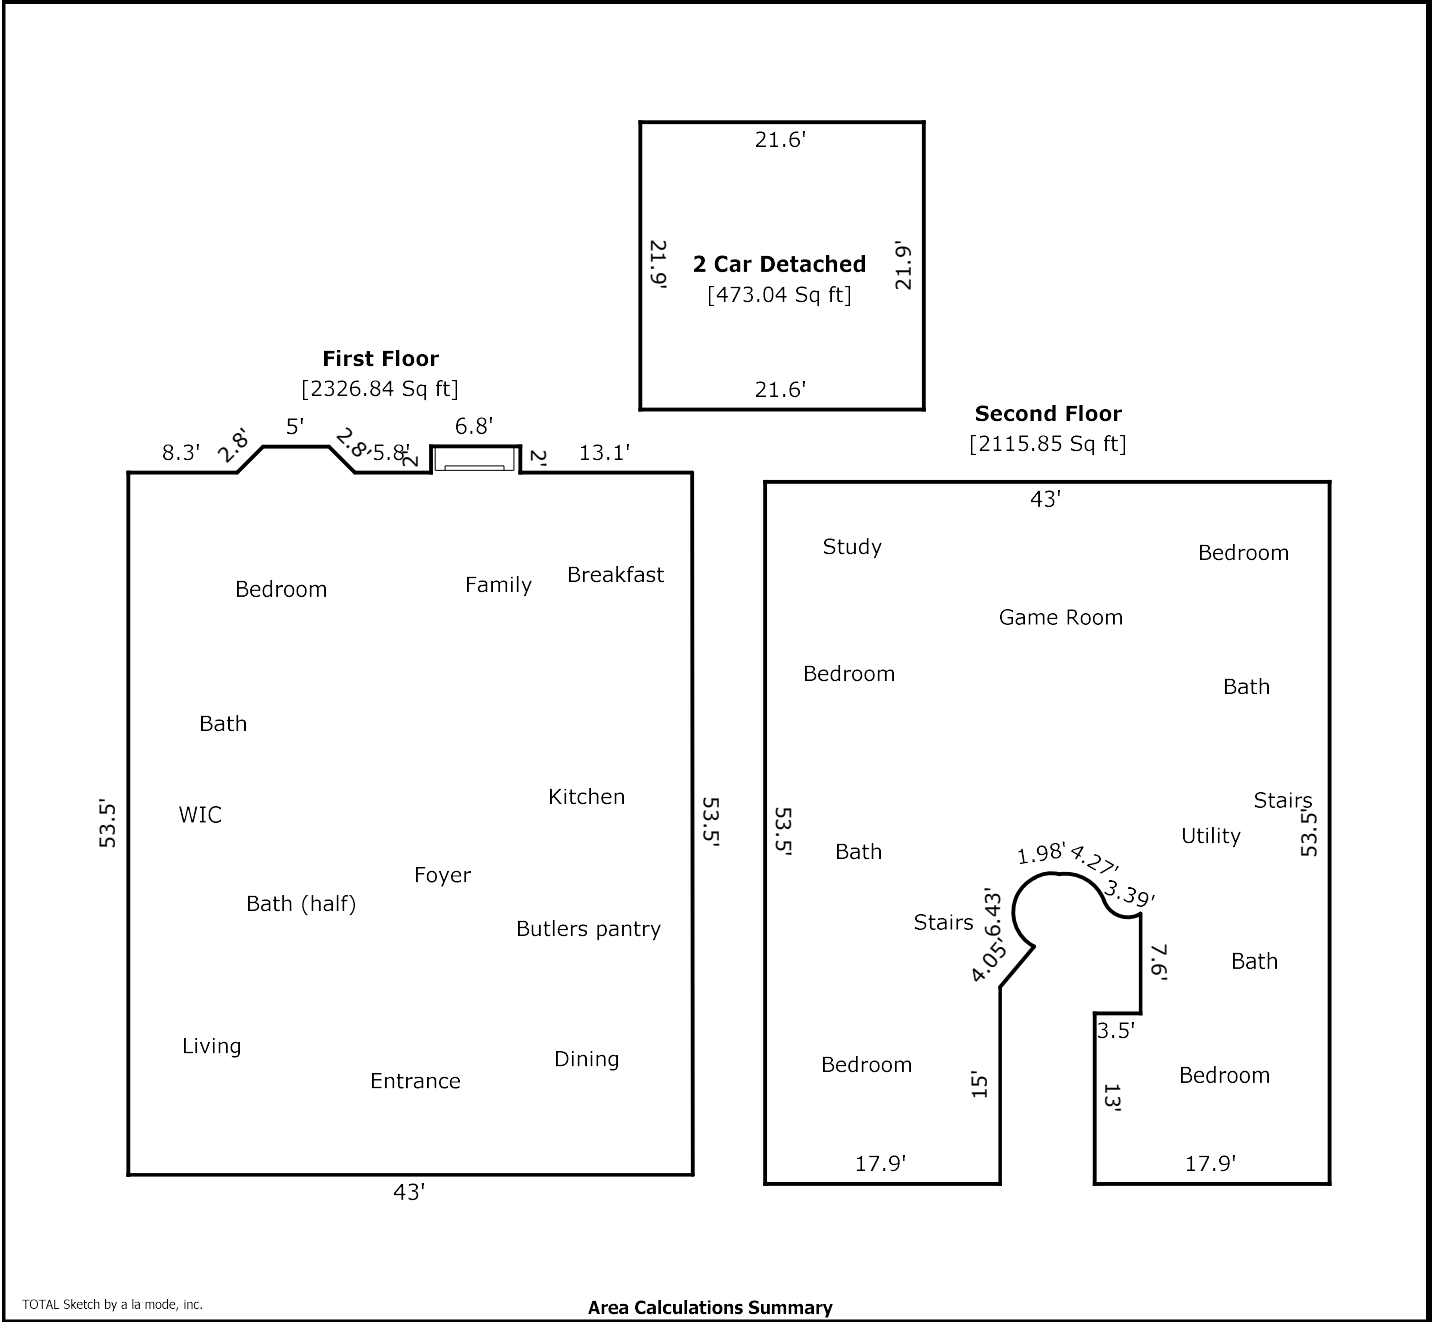 21.6'
21.9'
21.9'
2 Car Detached
[473.04 Sq ft]
21.6'
First Floor
[2326.84 Sq ft]
8.3'
2.8'
5'
2.8'
5.8'
2'
6.8'
2'
13.1'
Bedroom
Family
Breakfast
Bath
WIC
Kitchen
53.5'
53.5'
Foyer
Bath (half)
Butlers pantry
Living
Entrance
Dining
43'
Second Floor
[2115.85 Sq ft]
43'
Study
Bedroom
Game Room
Bedroom
Bath
Stairs
53.5'
53.5'
Utility
Bath
1.98'
4.27'
3.39'
Stairs
6.43'
4.05'
7.6'
Bath
3.5'
Bedroom
15'
13'
Bedroom
17.9'
17.9'
TOTAL Sketch by a la mode, inc.
Area Calculations Summary